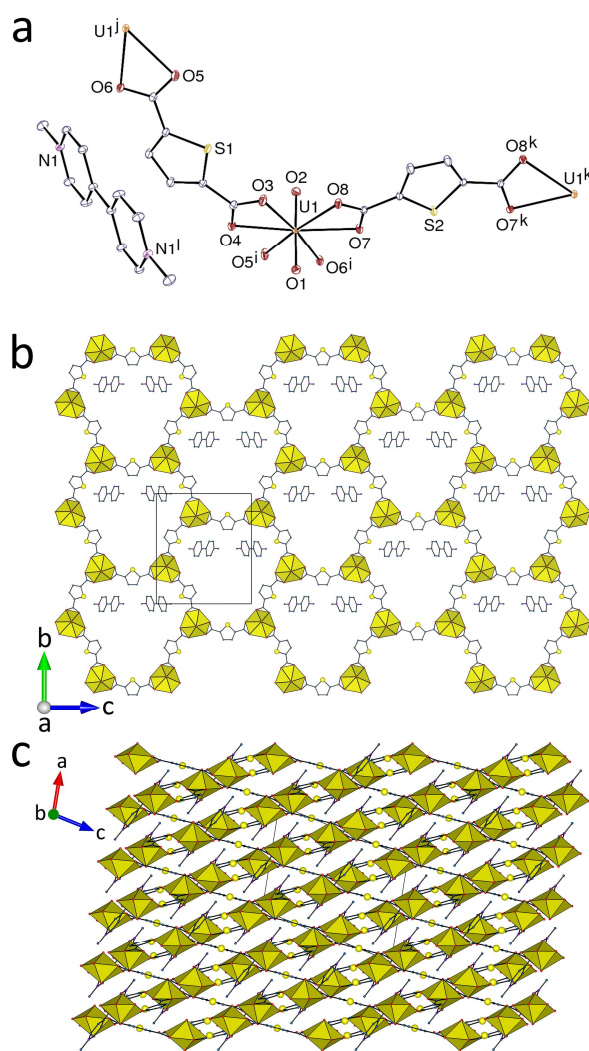 a
U1ʲ
O6 O5
N1 S1
N1ˡ
O3 O2 U1 O8
O4 O7
O5ⁱ O1 O6ⁱ
S2 O8ᵏ
U1ᵏ
O7ᵏ
b
b
a c
c
a
b
c